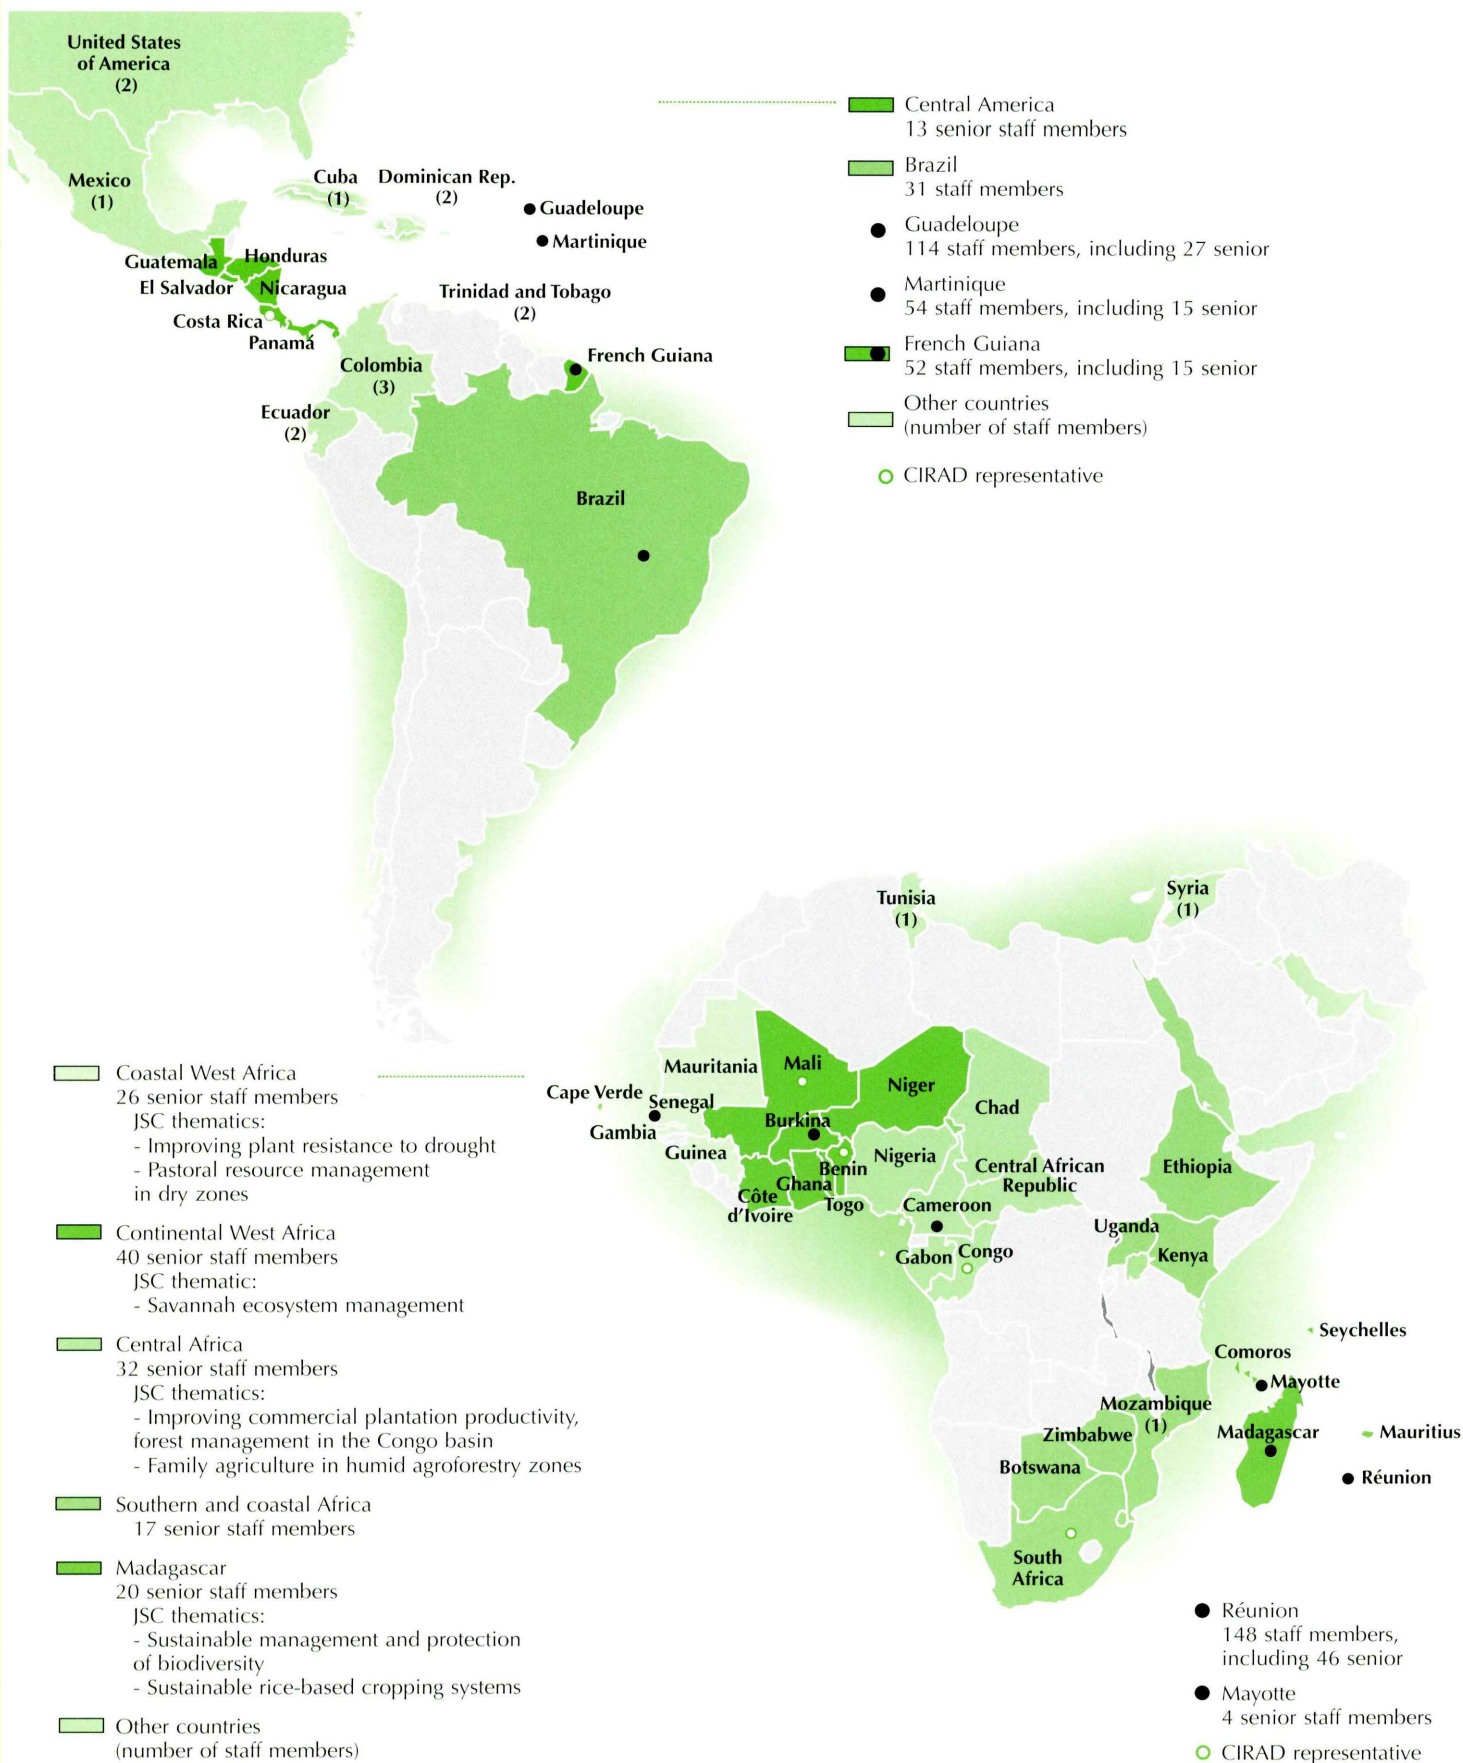 United States
of America
(2)
Mexico
(1)
Cuba
(1)
Dominican Rep.
(2)
Guadeloupe
Martinique
Guatemala
Honduras
El Salvador
Nicaragua
Costa Rica
Panamá
Trinidad and Tobago
(2)
Colombia
(3)
French Guiana
Ecuador
(2)
Brazil
Central America
13 senior staff members
Brazil
31 staff members
Guadeloupe
114 staff members, including 27 senior
Martinique
54 staff members, including 15 senior
French Guiana
52 staff members, including 15 senior
Other countries
(number of staff members)
CIRAD representative
Tunisia
(1)
Syria
(1)
Mauritania
Mali
Niger
Chad
Cape Verde
Senegal
Gambia
Guinea
Burkina
Benin
Ghana
Côte
d'Ivoire
Togo
Nigeria
Central African
Republic
Cameroon
Gabon
Congo
Ethiopia
Uganda
Kenya
Seychelles
Comoros
Mayotte
Mozambique
(1)
Zimbabwe
Madagascar
Mauritius
Botswana
Réunion
South
Africa
Coastal West Africa
26 senior staff members
JSC thematics:
- Improving plant resistance to drought
- Pastoral resource management
in dry zones
Continental West Africa
40 senior staff members
JSC thematic:
- Savannah ecosystem management
Central Africa
32 senior staff members
JSC thematics:
- Improving commercial plantation productivity,
forest management in the Congo basin
- Family agriculture in humid agroforestry zones
Southern and coastal Africa
17 senior staff members
Madagascar
20 senior staff members
JSC thematics:
- Sustainable management and protection
of biodiversity
- Sustainable rice-based cropping systems
Other countries
(number of staff members)
Réunion
148 staff members,
including 46 senior
Mayotte
4 senior staff members
CIRAD representative